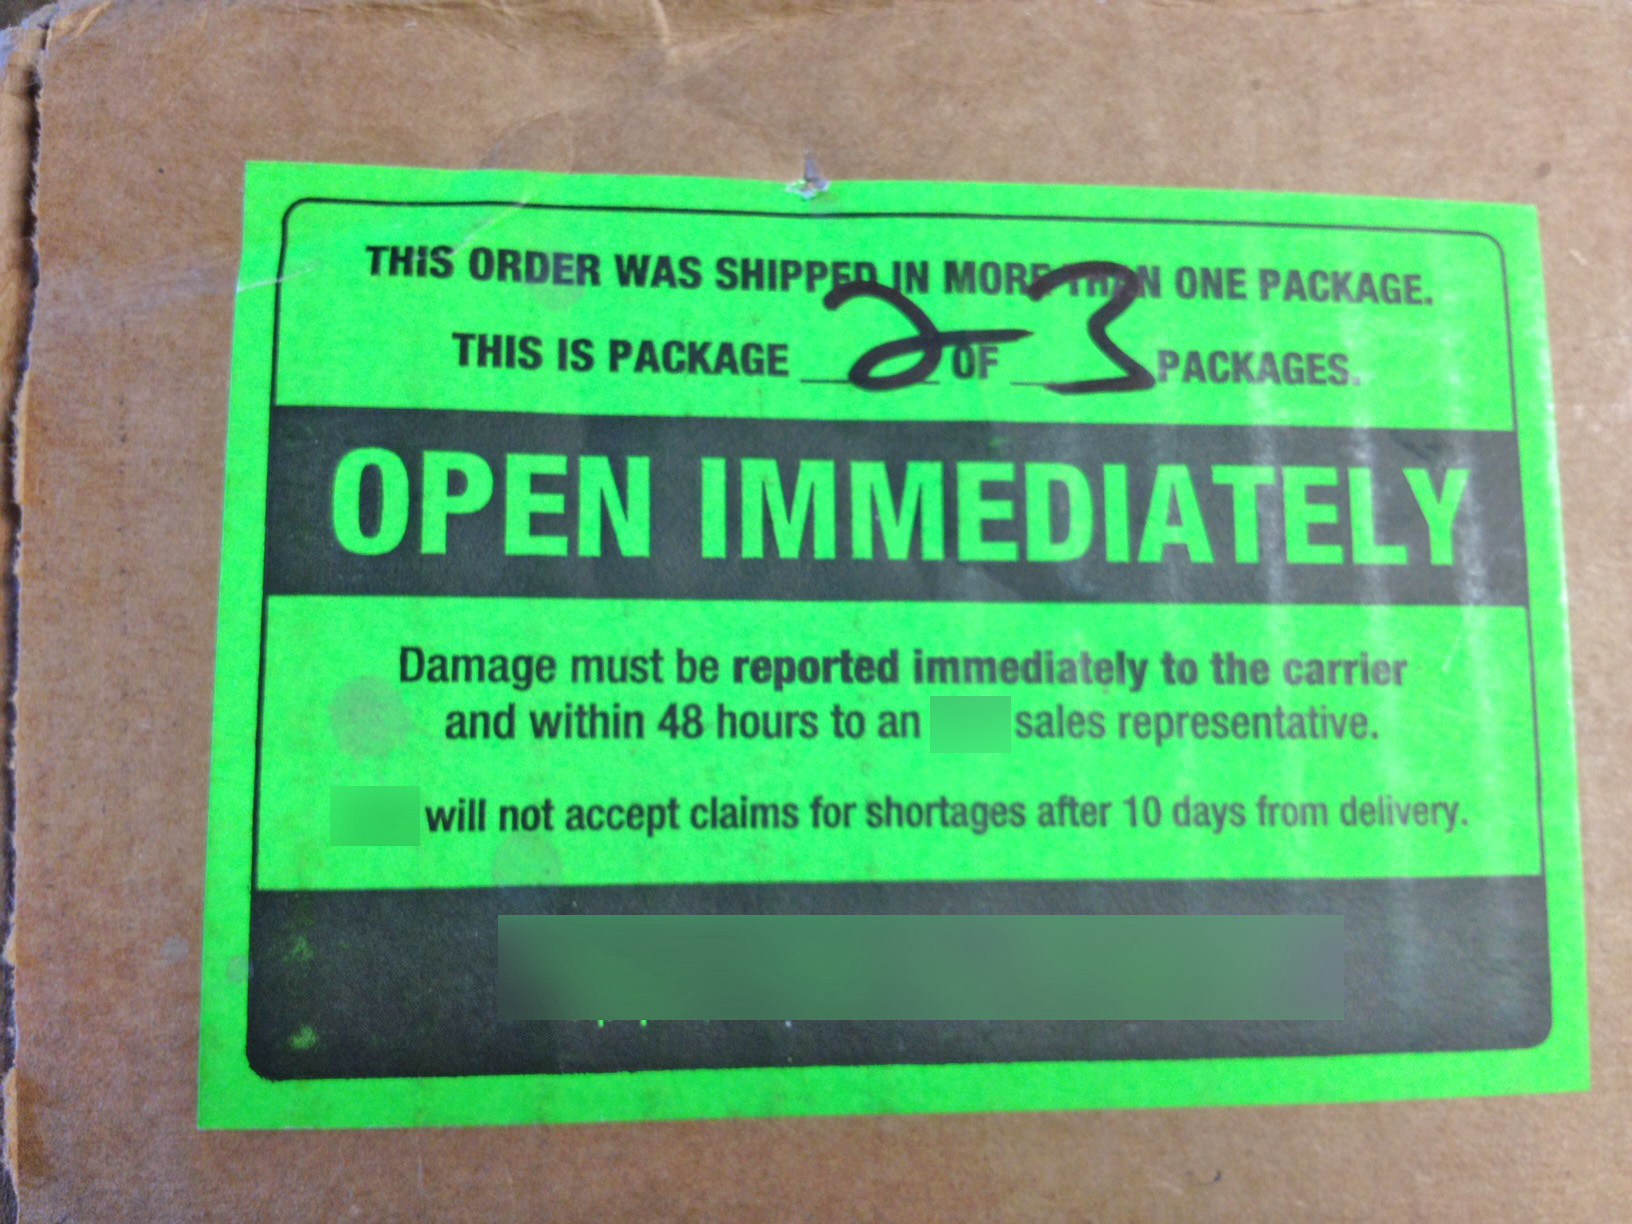 THIS ORDER WAS SHIPPED IN MORE THAN ONE PACKAGE.
THIS IS PACKAGE 2 OF 3 PACKAGES.
OPEN IMMEDIATELY
Damage must be reported immediately to the carrier
and within 48 hours to an sales representative.
will not accept claims for shortages after 10 days from delivery.